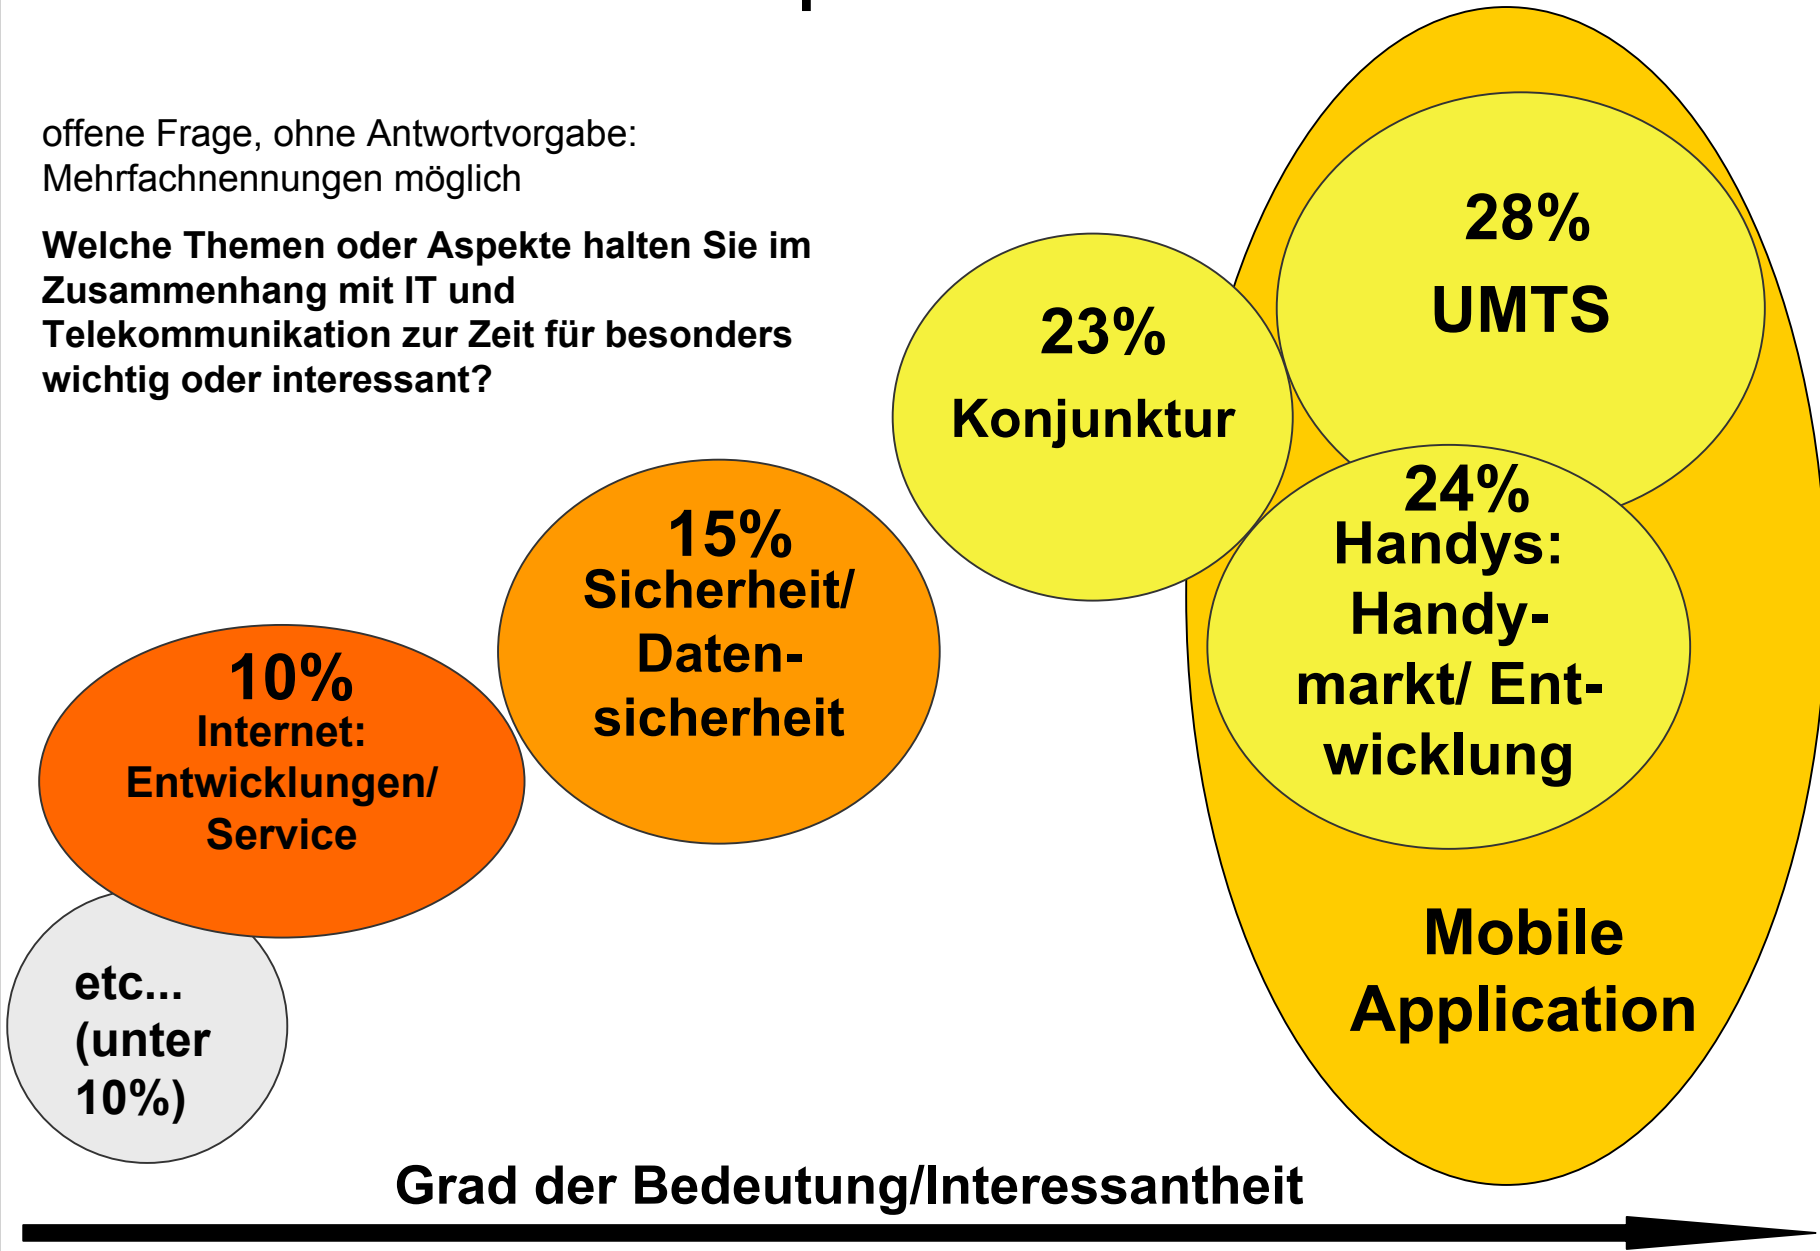 offene Frage, ohne Antwortvorgabe:
Mehrfachnennungen möglich
Welche Themen oder Aspekte halten Sie im
Zusammenhang mit IT und
Telekommunikation zur Zeit für besonders
wichtig oder interessant?
28%
UMTS
23%
Konjunktur
24%
Handys:
Handy-
markt/ Ent-
wicklung
15%
Sicherheit/
Daten-
sicherheit
10%
Internet:
Entwicklungen/
Service
Mobile
Application
etc...
(unter
10%)
Grad der Bedeutung/Interessantheit